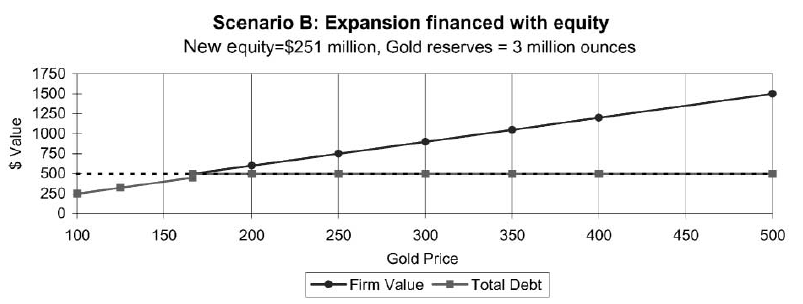 Scenario B: Expansion financed with equity
New equity=$251 million, Gold reserves = 3 million ounces
$ Value
1750
1500
1250
1000
750
500
250
0
100 150 200 250 300 350 400 450 500
Gold Price
Firm Value Total Debt